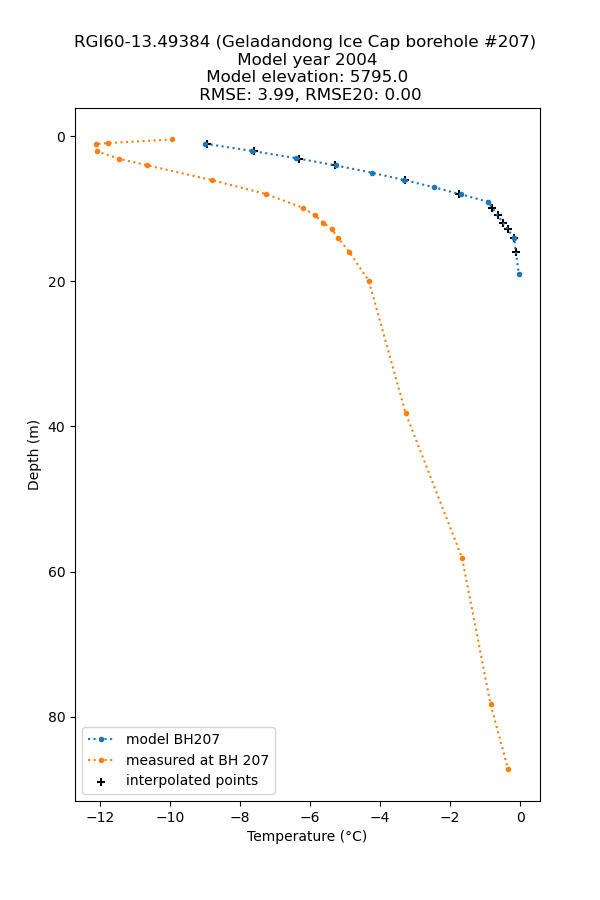 RGI60-13.49384 (Geladandong Ice Cap borehole #207)
Model year 2004
Model elevation: 5795.0
RMSE: 3.99, RMSE20: 0.00
0
20
40
60
80
Depth (m)
model BH207
measured at BH 207
interpolated points
−12 −10 −8 −6 −4 −2 0
Temperature (°C)